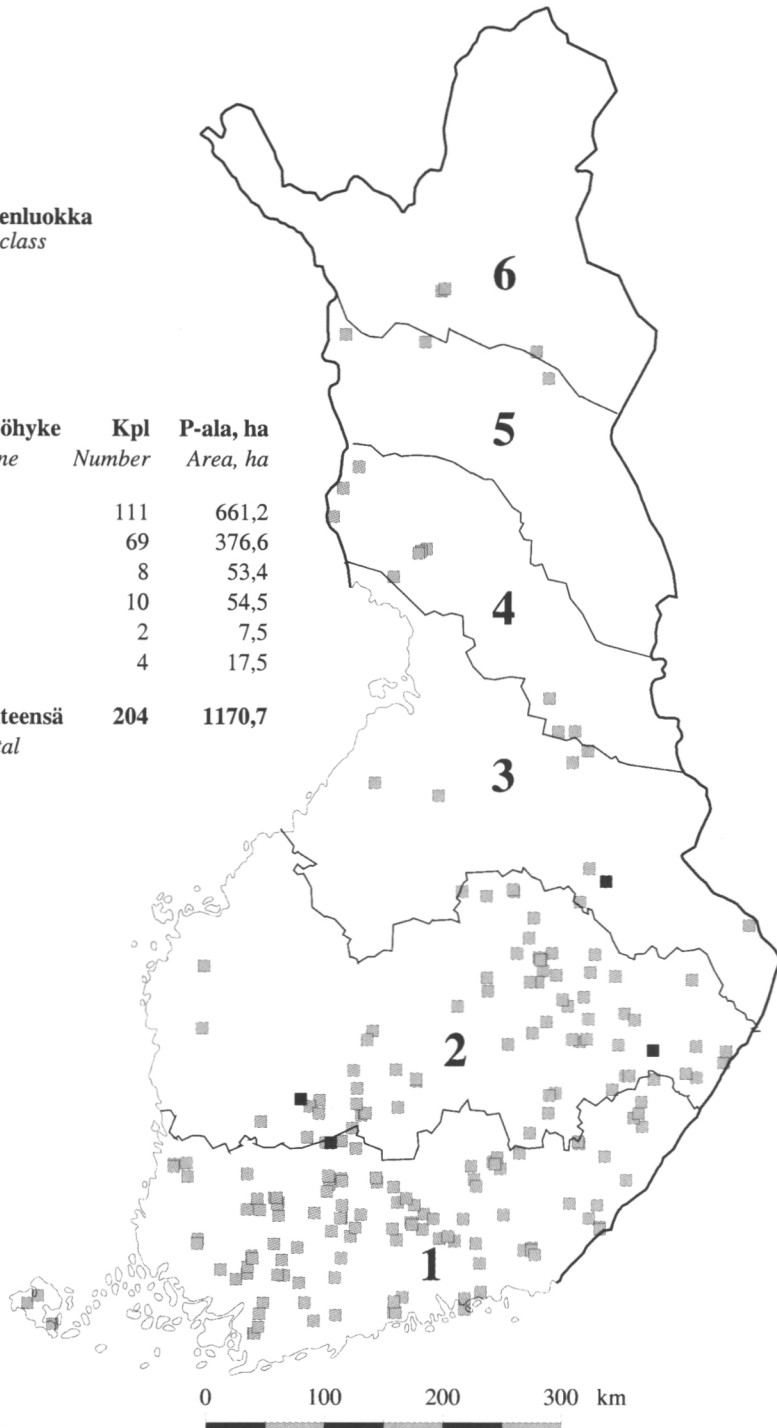 enluokka
class
6
5
öhyke Kpl P-ala, ha
ne Number Area, ha
111 661,2
69 376,6
8 53,4
10 54,5
2 7,5
4 17,5
teensä 204 1170,7
tal
4
3
2
1
0 100 200 300 km